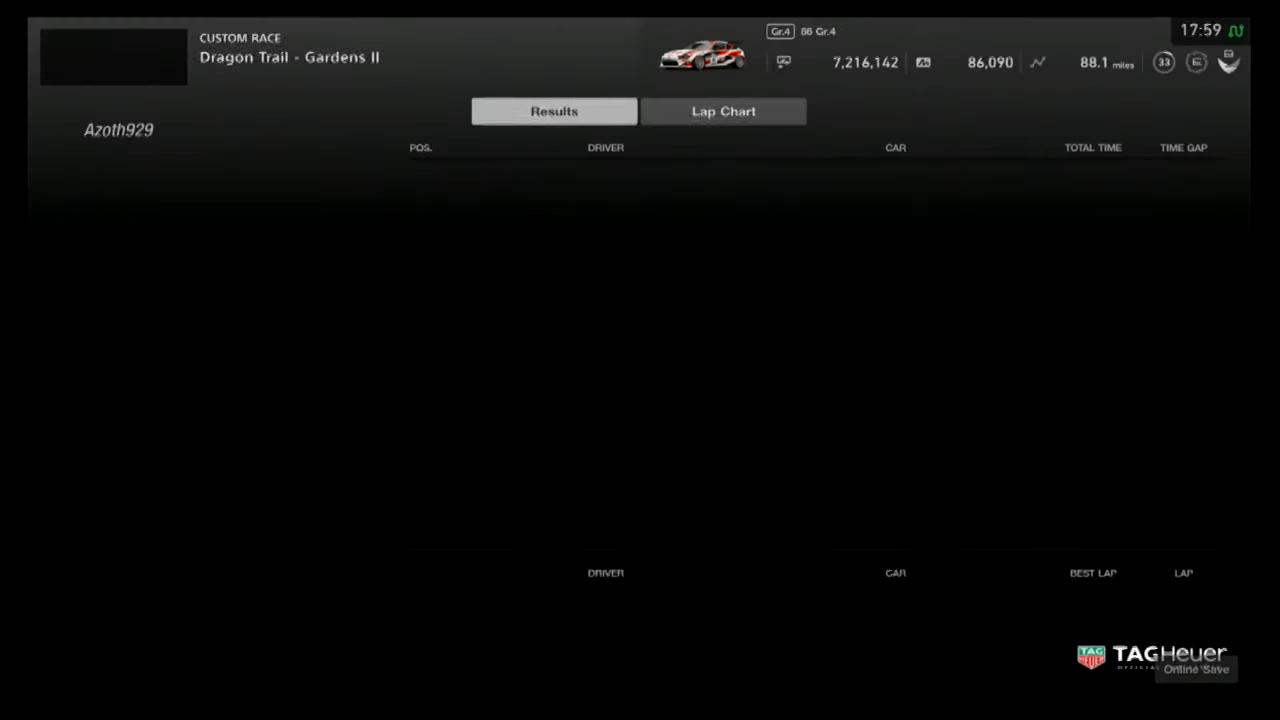 CUSTOM RACE
Dragon Trail - Gardens II
Gr.4 86 Gr.4
17:59
7,216,142 86,090 88.1 miles 33
Results Lap Chart
Azoth929
POS. DRIVER CAR TOTAL TIME TIME GAP
DRIVER CAR BEST LAP LAP
TAG HEUER TAGHeuer
Online Save